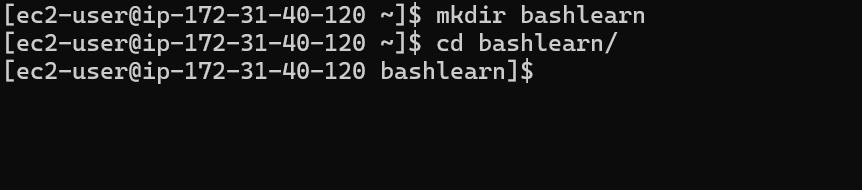 [ec2-user@ip-172-31-40-120 ~]$ mkdir bashlearn
[ec2-user@ip-172-31-40-120 ~]$ cd bashlearn/
[ec2-user@ip-172-31-40-120 bashlearn]$